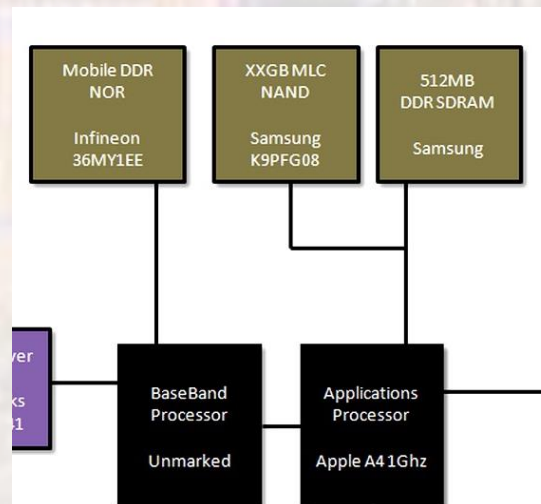 Mobile DDR
NOR
Infineon
36MY1EE
XXGB MLC
NAND
Samsung
K9PFG08
512MB
DDR SDRAM
Samsung
BaseBand
Processor
Unmarked
Applications
Processor
Apple A4 1Ghz